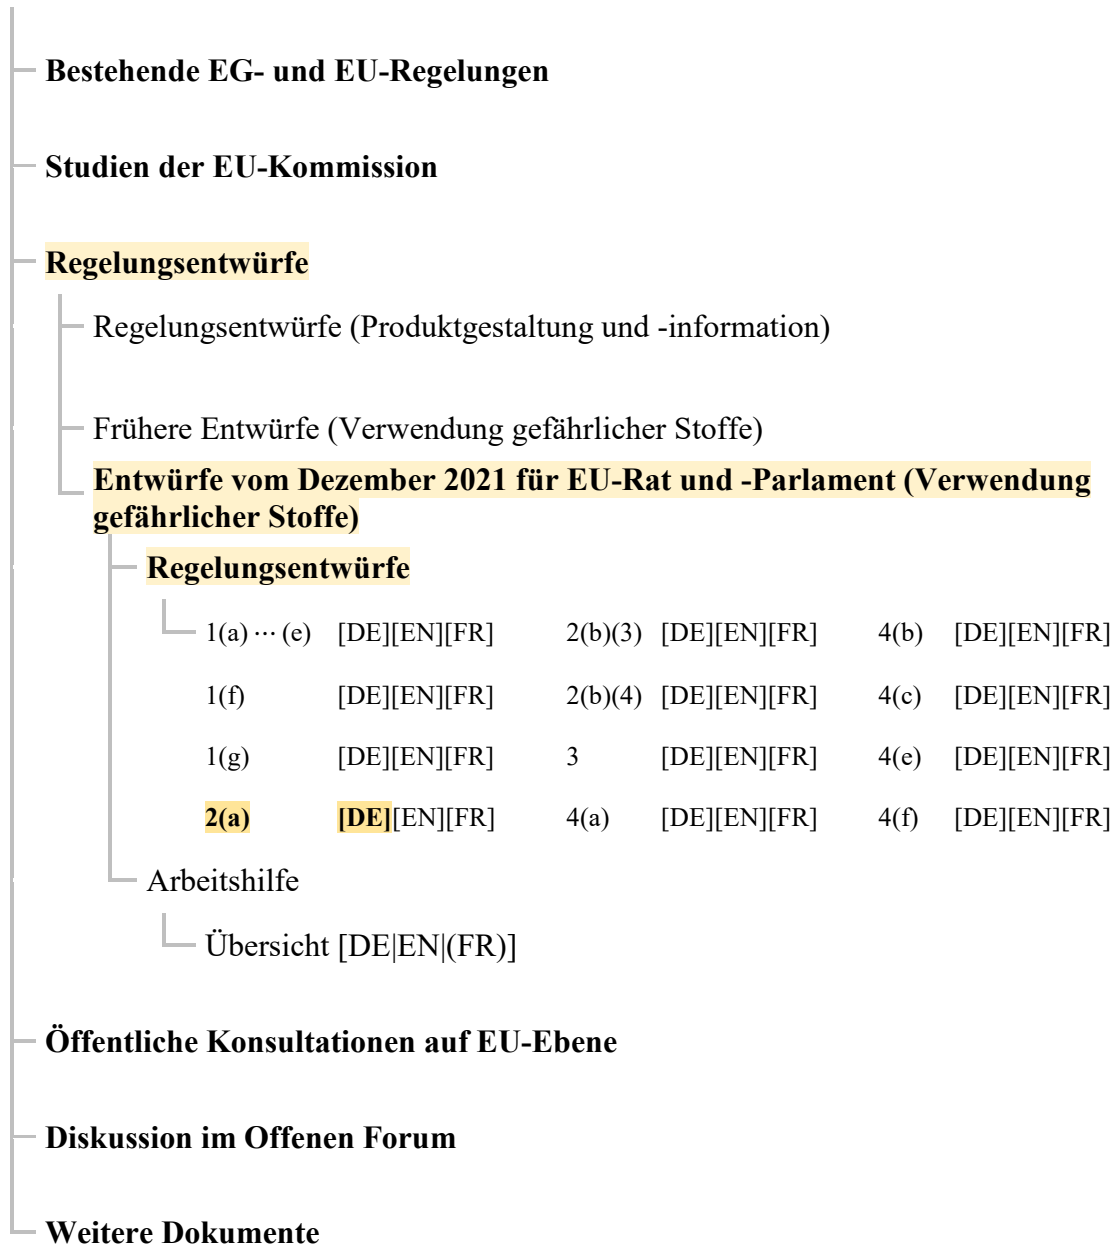 Bestehende EG- und EU-Regelungen
Studien der EU-Kommission
Regelungsentwürfe
Regelungsentwürfe (Produktgestaltung und -information)
Frühere Entwürfe (Verwendung gefährlicher Stoffe)
Entwürfe vom Dezember 2021 für EU-Rat und -Parlament (Verwendung
gefährlicher Stoffe)
Regelungsentwürfe
1(a) ··· (e) [DE][EN][FR] 2(b)(3) [DE][EN][FR] 4(b) [DE][EN][FR]
1(f) [DE][EN][FR] 2(b)(4) [DE][EN][FR] 4(c) [DE][EN][FR]
1(g) [DE][EN][FR] 3 [DE][EN][FR] 4(e) [DE][EN][FR]
2(a) [DE][EN][FR] 4(a) [DE][EN][FR] 4(f) [DE][EN][FR]
Arbeitshilfe
Übersicht [DE|EN|(FR)]
Öffentliche Konsultationen auf EU-Ebene
Diskussion im Offenen Forum
Weitere Dokumente